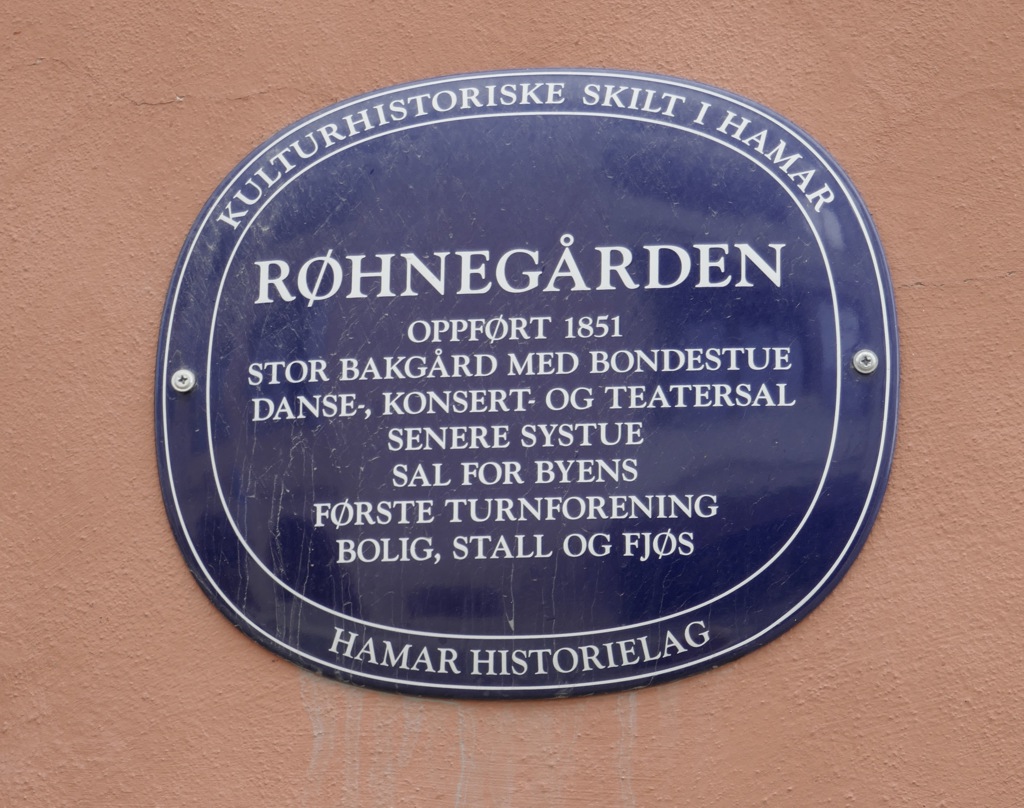 KULTURHISTORISKE SKILT I HAMAR
RØHNEGÅRDEN
OPPFØRT 1851
STOR BAKGÅRD MED BONDESTUE
DANSE-, KONSERT- OG TEATERSAL
SENERE SYSTUE
SAL FOR BYENS
FØRSTE TURNFORENING
BOLIG, STALL OG FJØS
HAMAR HISTORIELAG